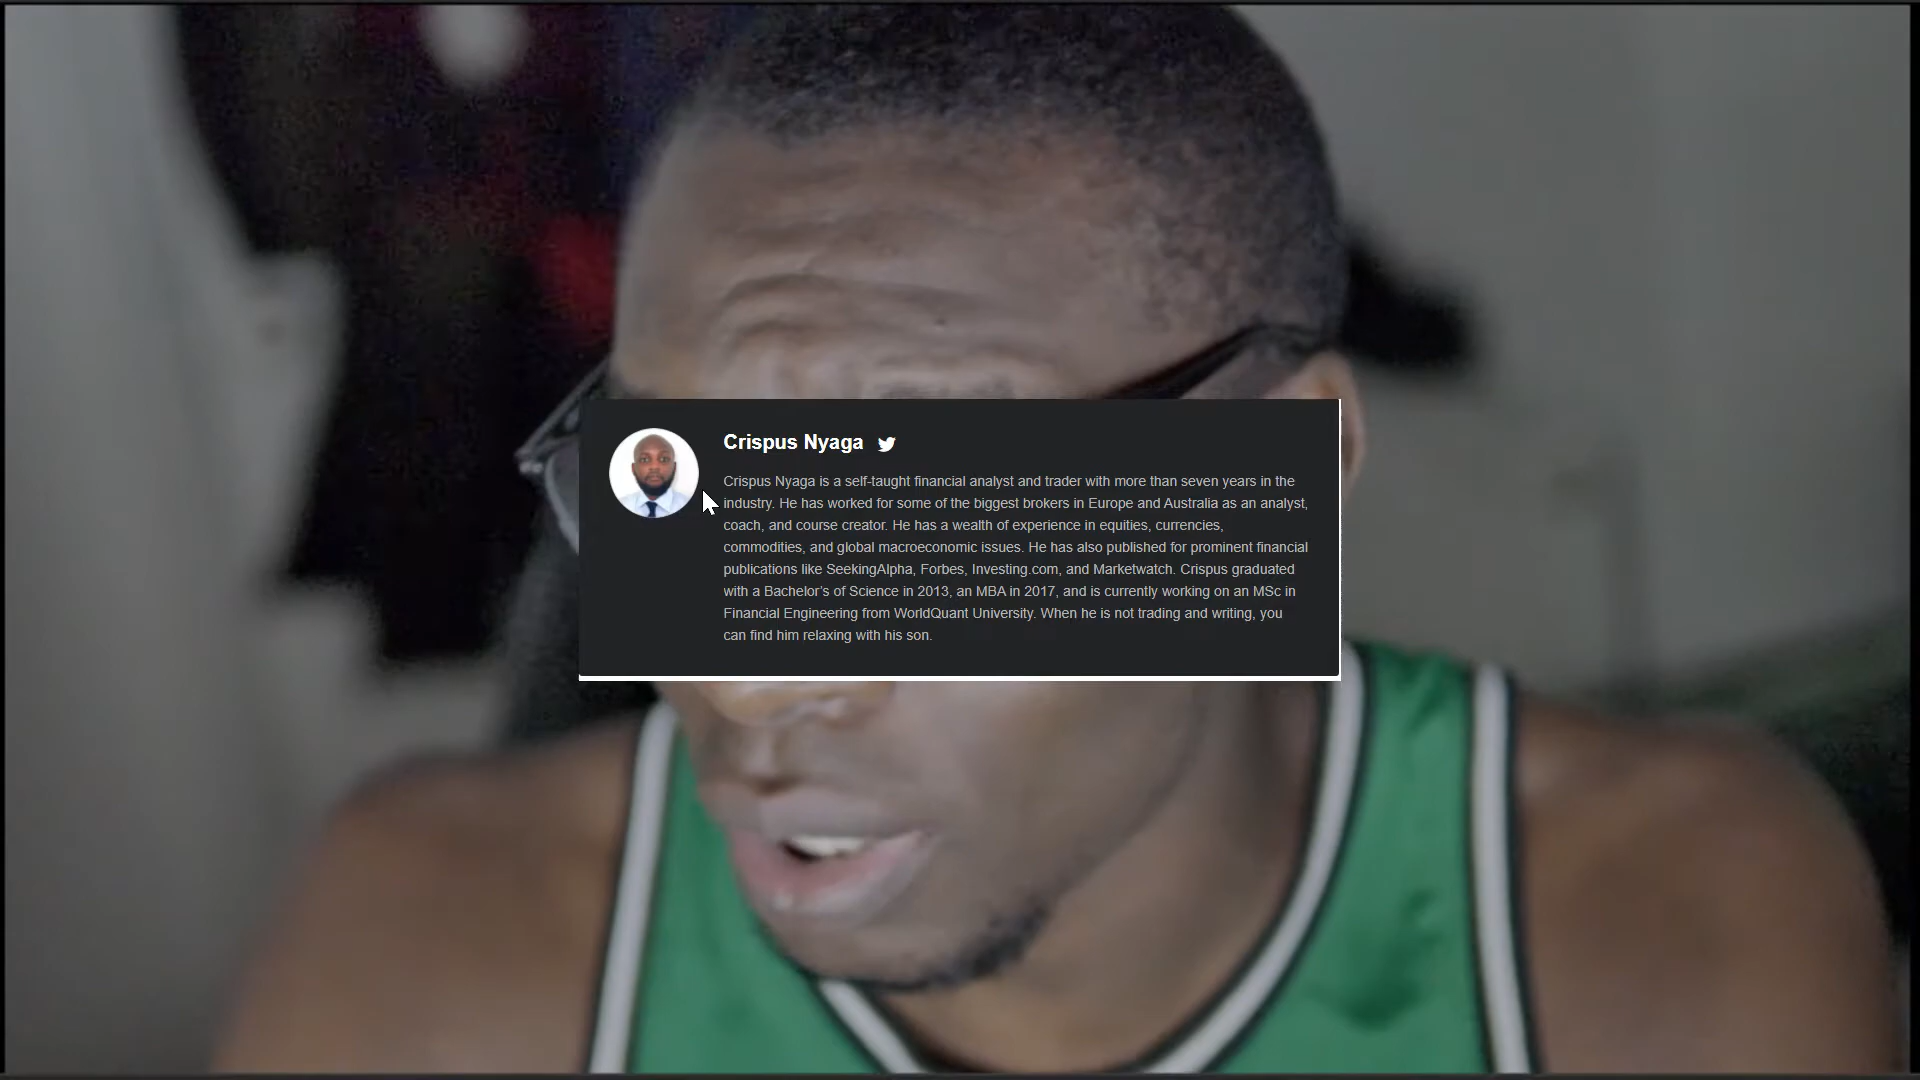 Crispus Nyaga
Crispus Nyaga is a self-taught financial analyst and trader with more than seven years in the
industry. He has worked for some of the biggest brokers in Europe and Australia as an analyst,
coach, and course creator. He has a wealth of experience in equities, currencies,
commodities, and global macroeconomic issues. He has also published for prominent financial
publications like SeekingAlpha, Forbes, Investing.com, and Marketwatch. Crispus graduated
with a Bachelor’s of Science in 2013, an MBA in 2017, and is currently working on an MSc in
Financial Engineering from WorldQuant University. When he is not trading and writing, you
can find him relaxing with his son.